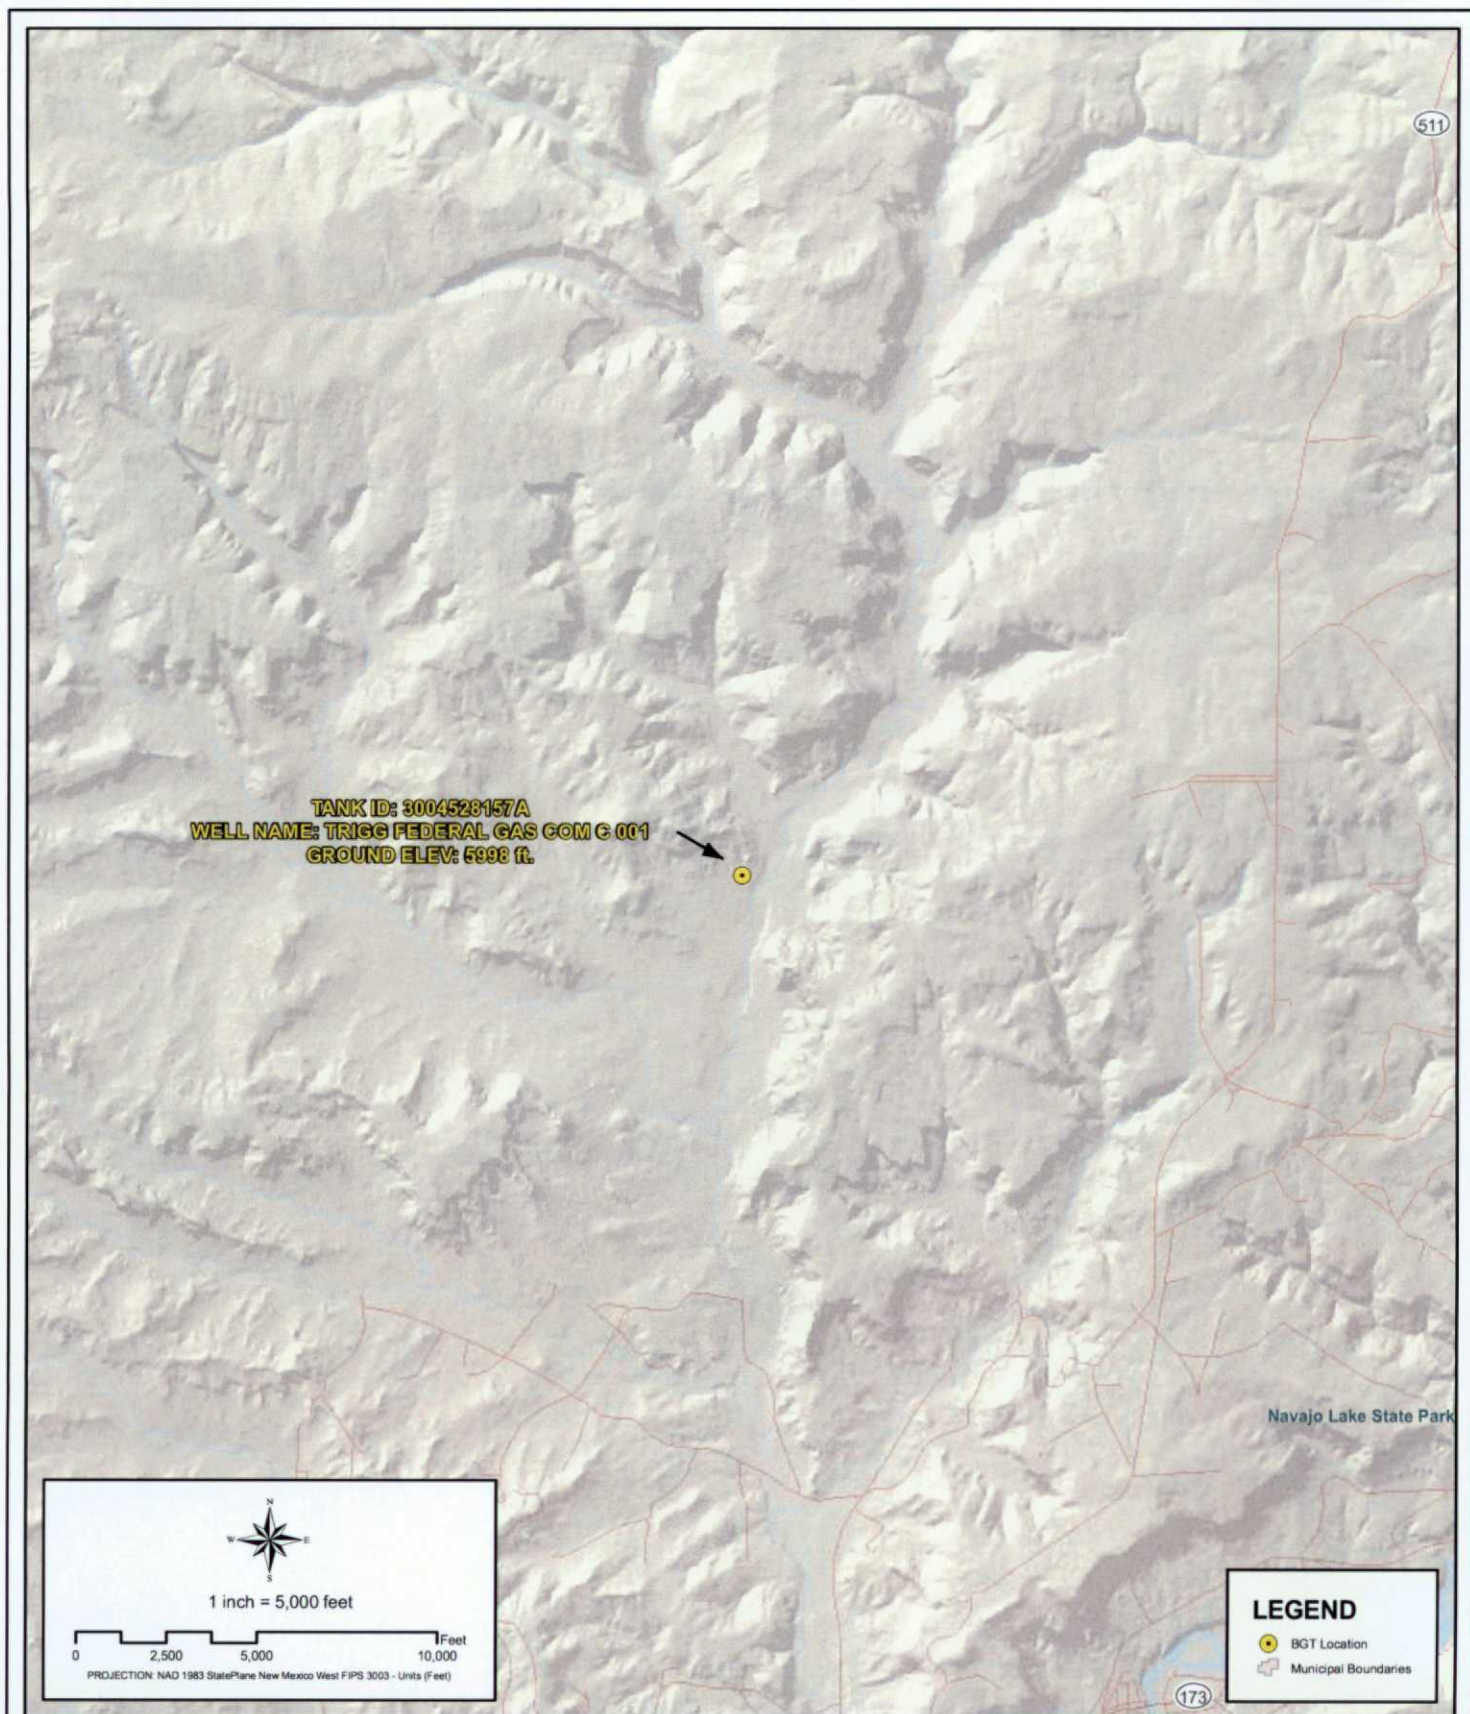 511
TANK ID: 3004528157A
WELL NAME: TRIGG FEDERAL GAS COM C 001
GROUND ELEV: 5998 ft.
Navajo Lake State Park
N
W E
S
1 inch = 5,000 feet
Feet
0 2,500 5,000 10,000
PROJECTION: NAD 1983 StatePlane New Mexico West FIPS 3003 - Units (Feet)
LEGEND
BGT Location
Municipal Boundaries
173